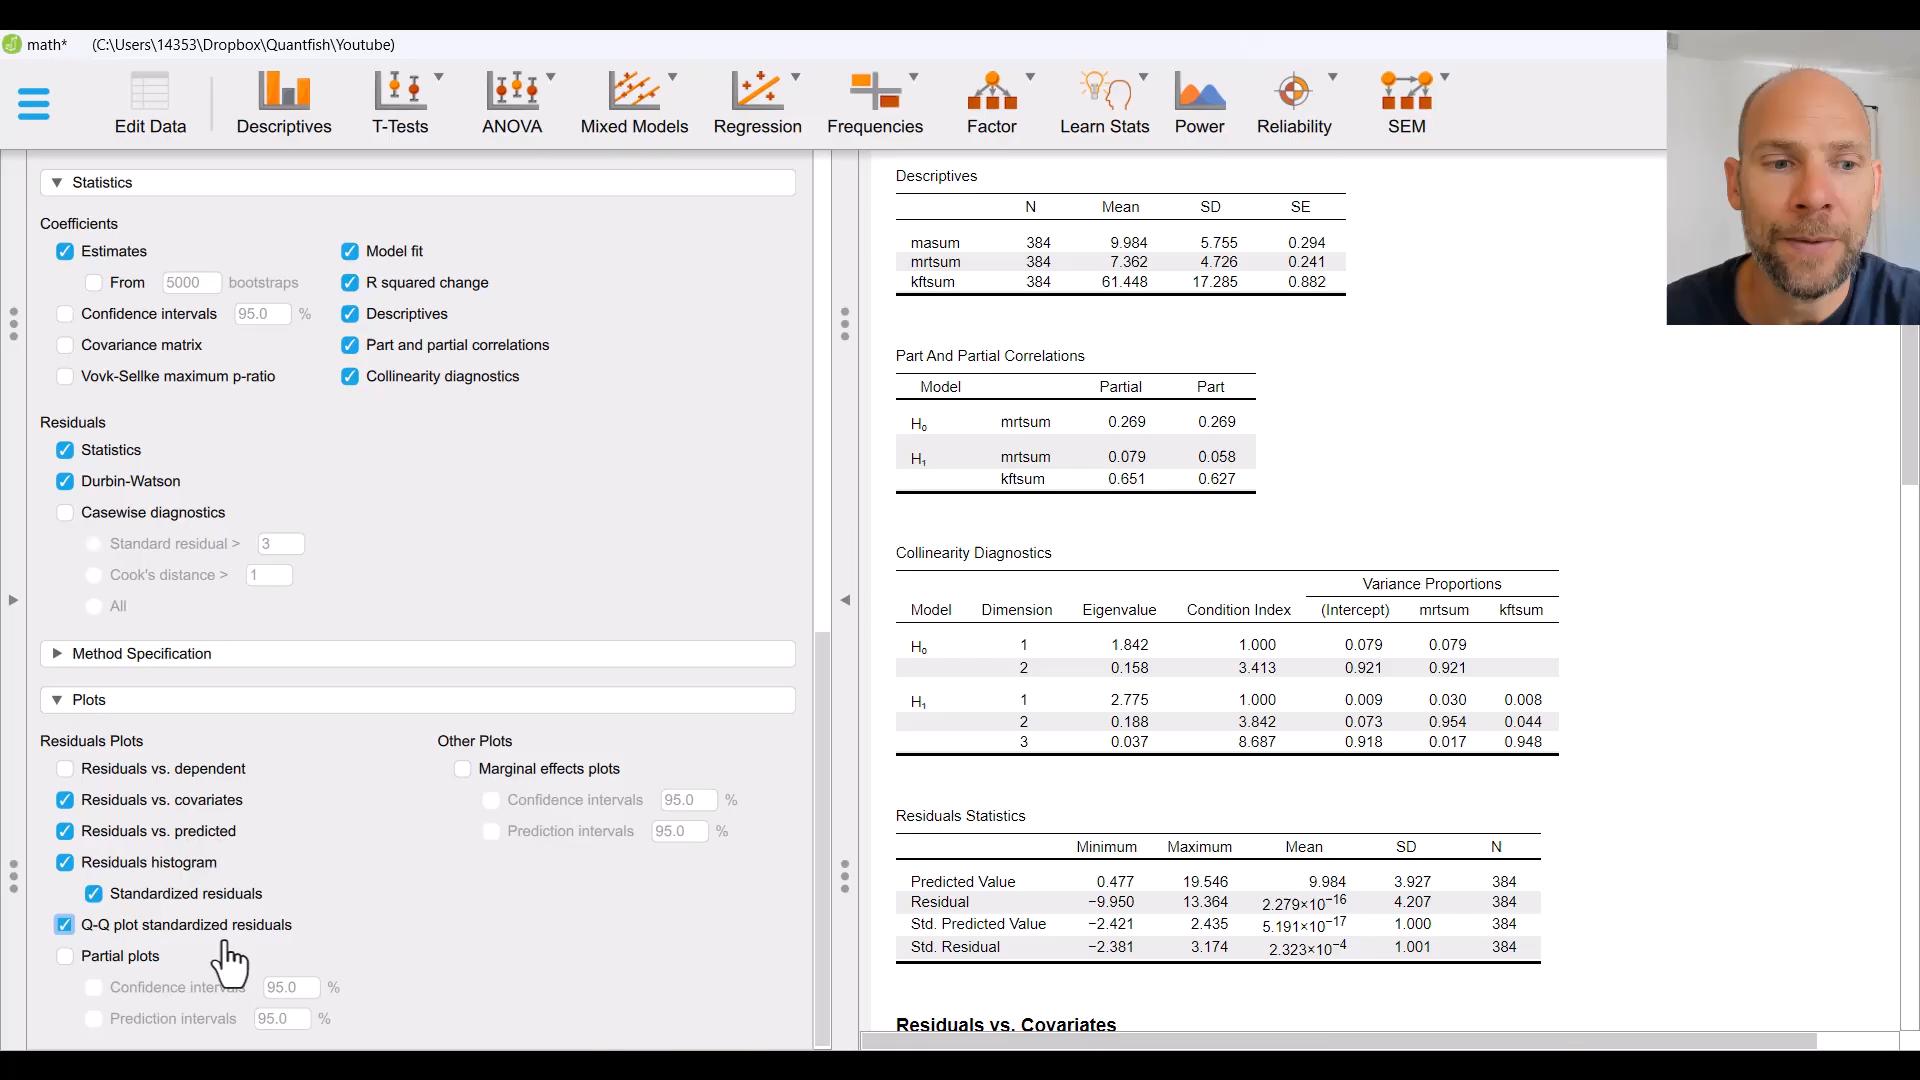 math* (C:\Users\14353\Dropbox\Quantfish\Youtube)
Edit Data Descriptives T-Tests ANOVA Mixed Models Regression Frequencies Factor Learn Stats Power Reliability SEM
Statistics
Coefficients
Estimates
Model fit
From 5000 bootstraps
R squared change
Confidence intervals 95.0 %
Descriptives
Covariance matrix
Part and partial correlations
Vovk-Sellke maximum p-ratio
Collinearity diagnostics
Residuals
Statistics
Durbin-Watson
Casewise diagnostics
Standard residual > 3
Cook's distance > 1
All
Method Specification
Plots
Residuals Plots
Other Plots
Residuals vs. dependent
Marginal effects plots
Residuals vs. covariates
Confidence intervals 95.0 %
Residuals vs. predicted
Prediction intervals 95.0 %
Residuals histogram
Standardized residuals
Q-Q plot standardized residuals
Partial plots
Confidence intervals 95.0 %
Prediction intervals 95.0 %
Descriptives
N Mean SD SE
masum 384 9.984 5.755 0.294
mrtsum 384 7.362 4.726 0.241
kftsum 384 61.448 17.285 0.882
Part And Partial Correlations
Model Partial Part
H₀ mrtsum 0.269 0.269
H₁ mrtsum 0.079 0.058
kftsum 0.651 0.627
Collinearity Diagnostics
Variance Proportions
Model Dimension Eigenvalue Condition Index (Intercept) mrtsum kftsum
H₀ 1 1.842 1.000 0.079 0.079
2 0.158 3.413 0.921 0.921
H₁ 1 2.775 1.000 0.009 0.030 0.008
2 0.188 3.842 0.073 0.954 0.044
3 0.037 8.687 0.918 0.017 0.948
Residuals Statistics
Minimum Maximum Mean SD N
Predicted Value 0.477 19.546 9.984 3.927 384
Residual −9.950 13.364 2.279×10⁻¹⁶ 4.207 384
Std. Predicted Value −2.421 2.435 5.191×10⁻¹⁷ 1.000 384
Std. Residual −2.381 3.174 2.323×10⁻⁴ 1.001 384
Residuals vs. Covariates